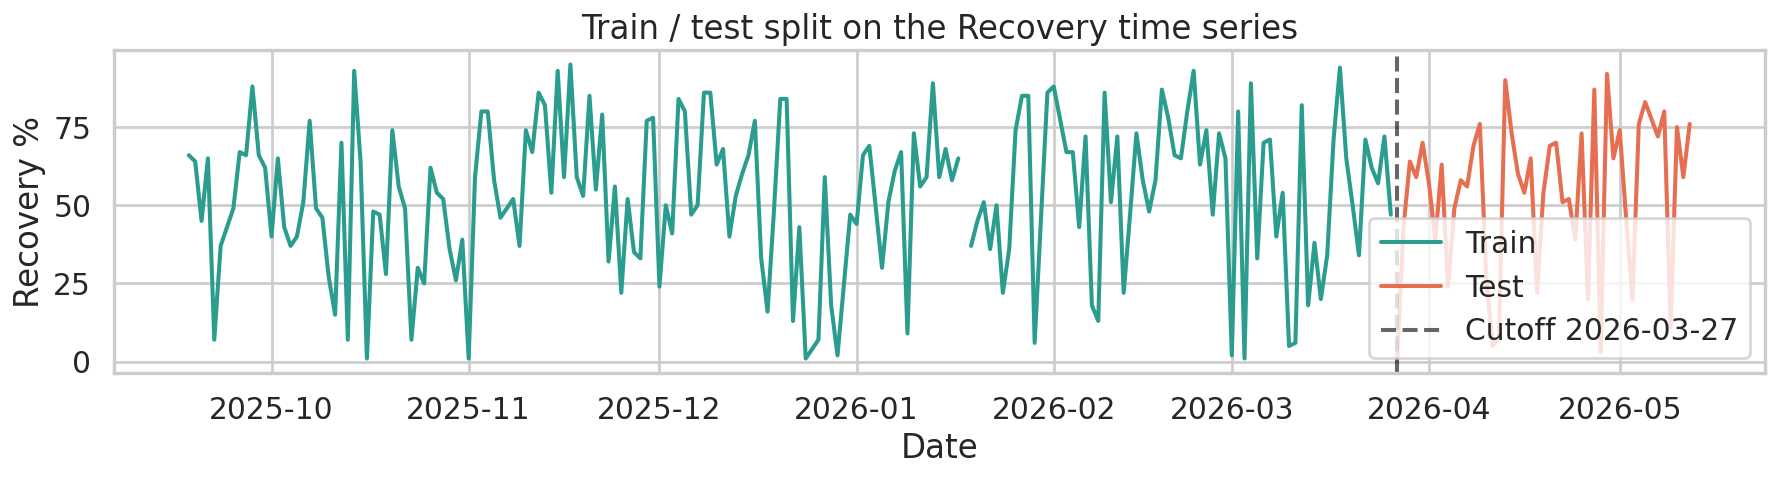 Train / test split on the Recovery time series
Recovery %
75
50
25
0
Train
Test
Cutoff 2026-03-27
2025-10
2025-11
2025-12
2026-01
2026-02
2026-03
2026-04
2026-05
Date